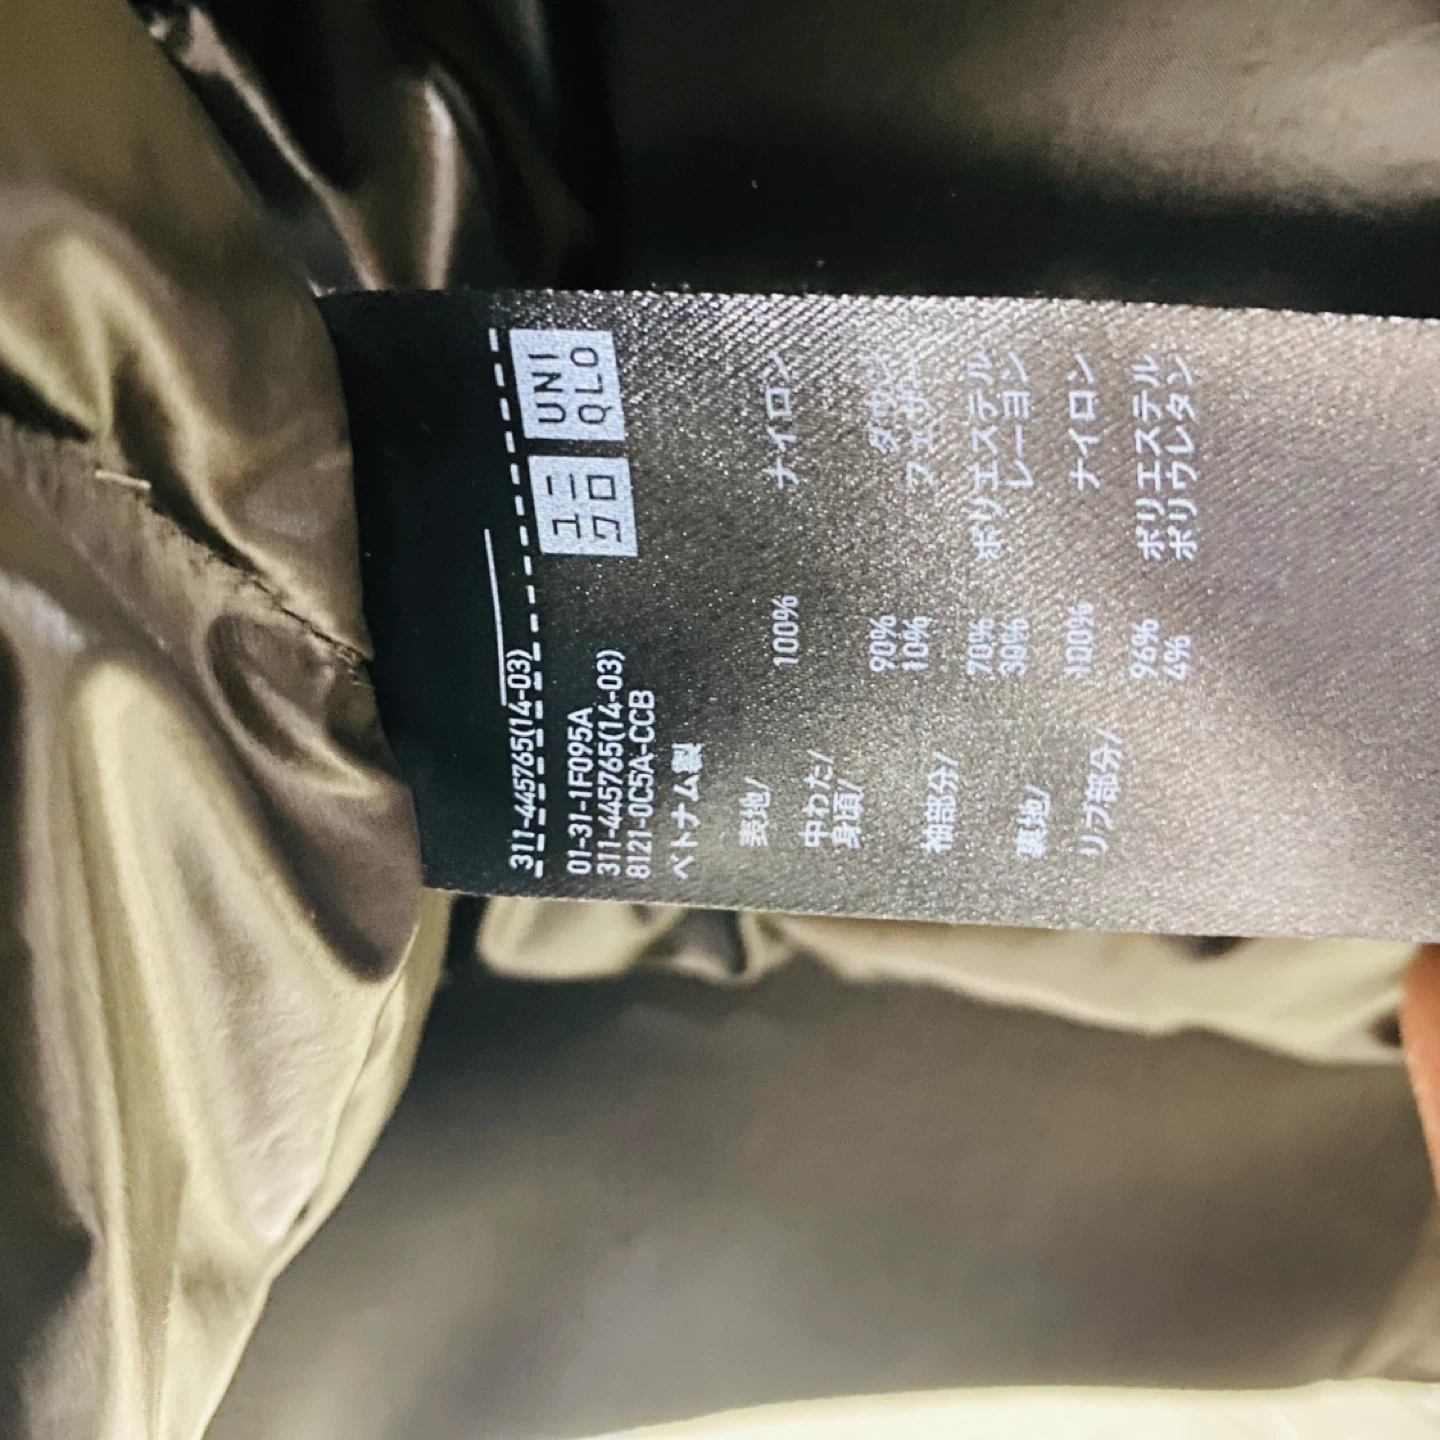 311-445765(14-03)
ユニクロ
UNIQLO
01-31-1F095A
311-445765(14-03)
8121-0C5A-CCB
ベトナム製
表地/
100% ナイロン
中わた/
身頃/
90% ダウン
10% フェザー
袖部分/
70% ポリエステル
30% レーヨン
裏地/
100% ナイロン
リブ部分/
96% ポリエステル
4% ポリウレタン